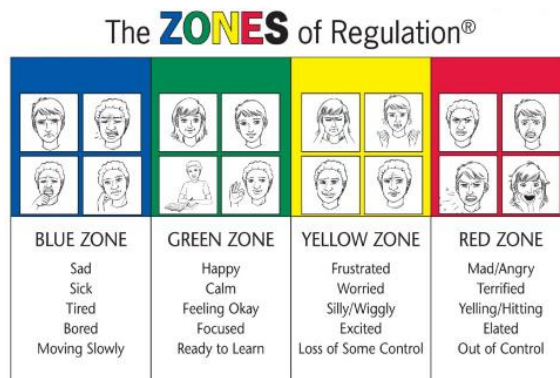 The ZONES of Regulation®
BLUE ZONE
Sad
Sick
Tired
Bored
Moving Slowly
GREEN ZONE
Happy
Calm
Feeling Okay
Focused
Ready to Learn
YELLOW ZONE
Frustrated
Worried
Silly/Wiggly
Excited
Loss of Some Control
RED ZONE
Mad/Angry
Terrified
Yelling/Hitting
Elated
Out of Control